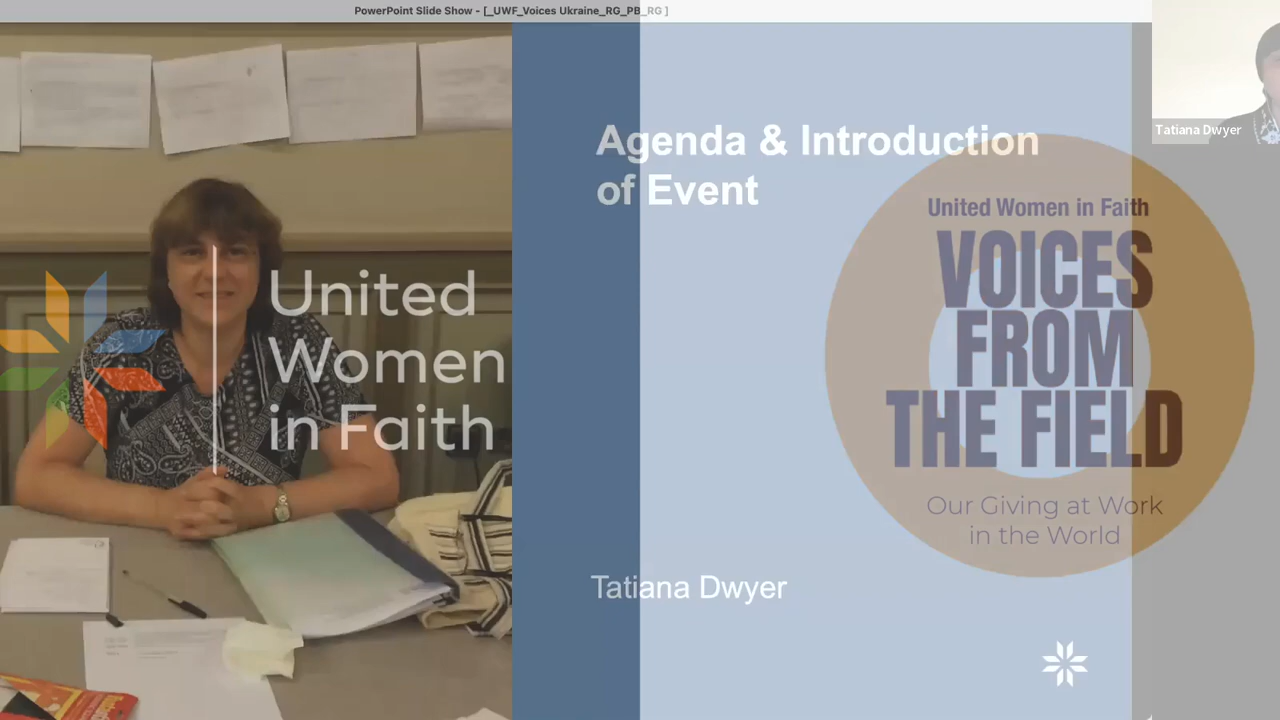 PowerPoint Slide Show - [_UWF_Voices Ukraine_RG_PB_RG ]
Tatiana Dwyer
Agenda & Introduction
of Event
United Women in Faith
VOICES
FROM
THE FIELD
Our Giving at Work
in the World
United
Women
in Faith
Tatiana Dwyer